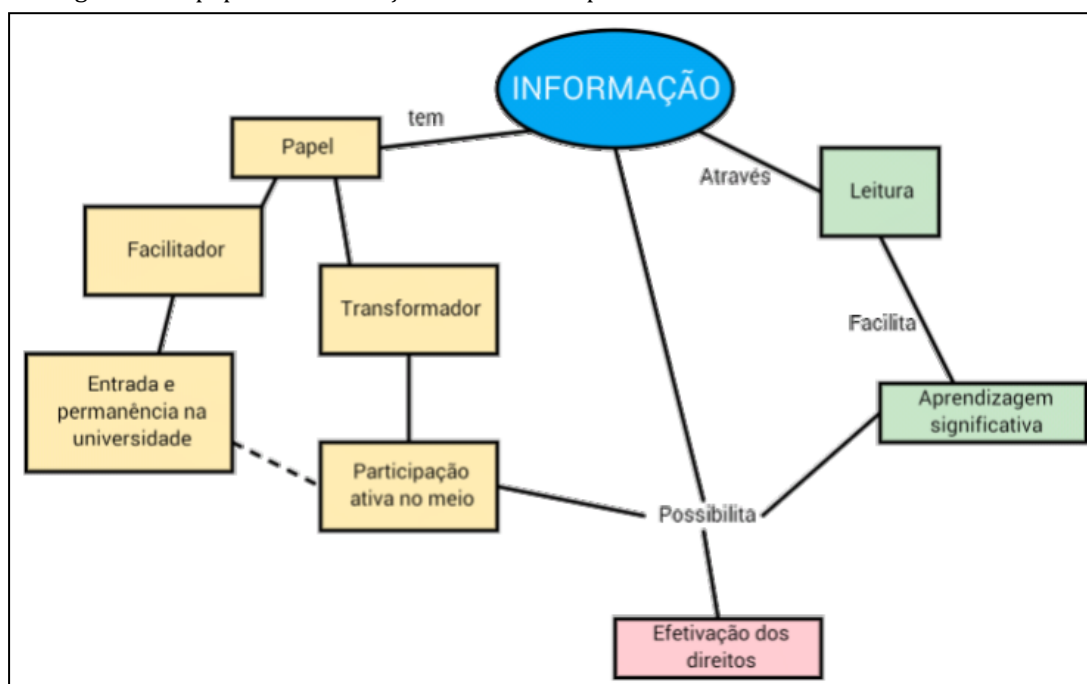 INFORMAÇÃO
tem
Papel
Através
Leitura
Facilitador
Transformador
Facilita
Entrada e
permanência na
universidade
Aprendizagem
significativa
Participação
ativa no meio
Possibilita
Efetivação dos
direitos